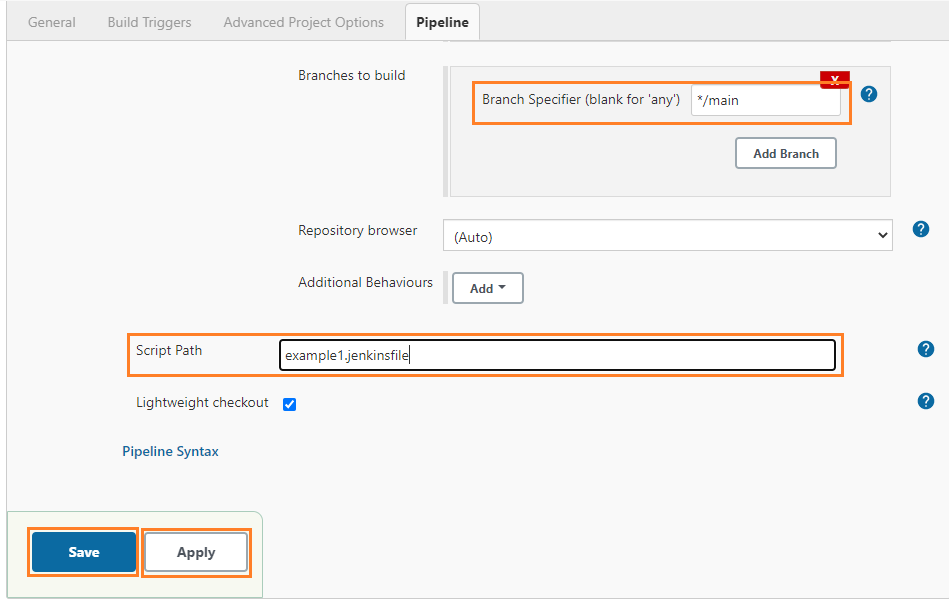 General Build Triggers Advanced Project Options Pipeline
Branches to build
X
Branch Specifier (blank for 'any') */main
?
Add Branch
Repository browser (Auto) ?
Additional Behaviours Add
Script Path example1.jenkinsfile ?
Lightweight checkout ?
Pipeline Syntax
Save Apply